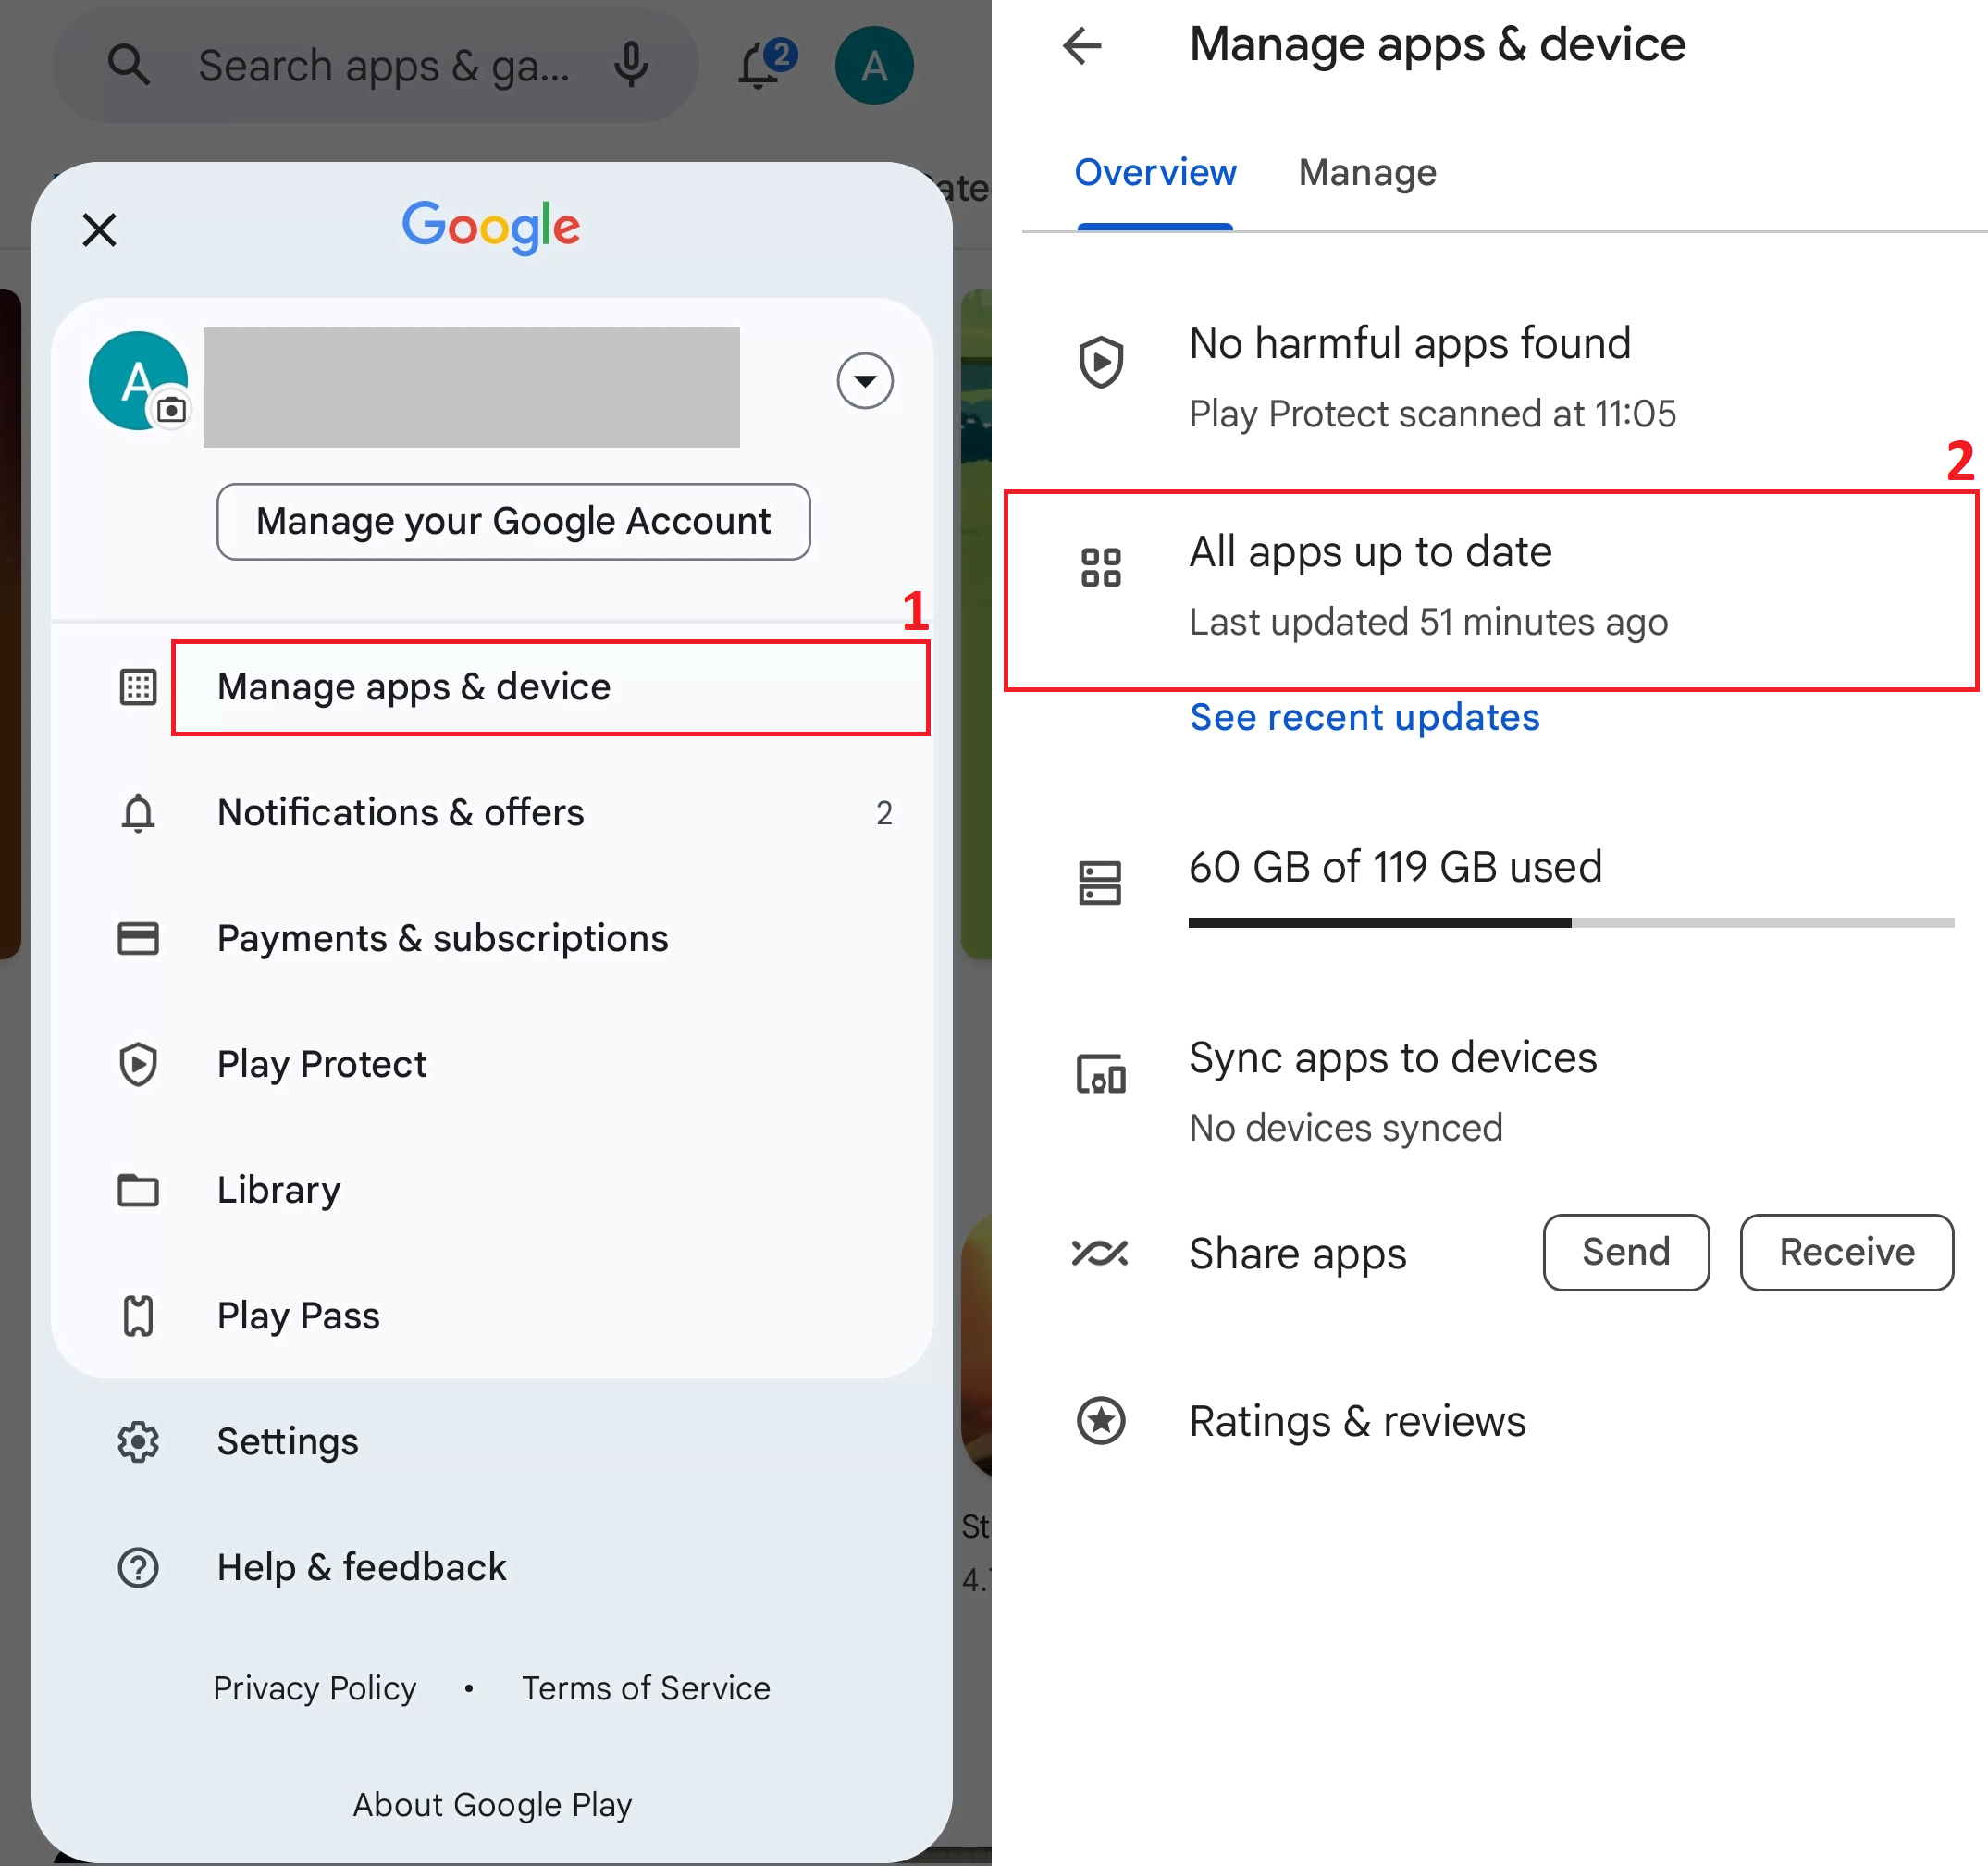 Search apps & ga...
2
A
Google
A
Manage your Google Account
1
Manage apps & device
Notifications & offers
2
Payments & subscriptions
Play Protect
Library
Play Pass
Settings
Help & feedback
Privacy Policy • Terms of Service
About Google Play
ate
St
4.
Manage apps & device
Overview
Manage
No harmful apps found
Play Protect scanned at 11:05
2
All apps up to date
Last updated 51 minutes ago
See recent updates
60 GB of 119 GB used
Sync apps to devices
No devices synced
Share apps
Send
Receive
Ratings & reviews